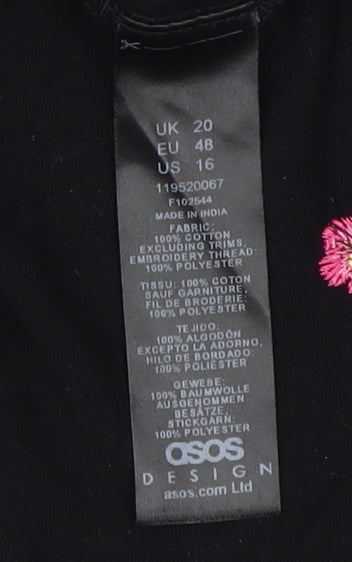 UK 20
EU 48
US 16
119520067
F102544
MADE IN INDIA
FABRIC:
100% COTTON
EXCLUDING TRIMS,
EMBROIDERY THREAD:
100% POLYESTER
TISSU: 100% COTON
SAUF GARNITURE,
FIL DE BRODERIE:
100% POLYESTER
TEJIDO:
100% ALGODÓN
EXCEPTO LA ADORNO,
HILO DE BORDADO:
100% POLIÉSTER
GEWEBE:
100% BAUMWOLLE
AUSGENOMMEN
BESÄTZE,
STICKGARN:
100% POLYESTER
asos
DESIGN
asos.com Ltd